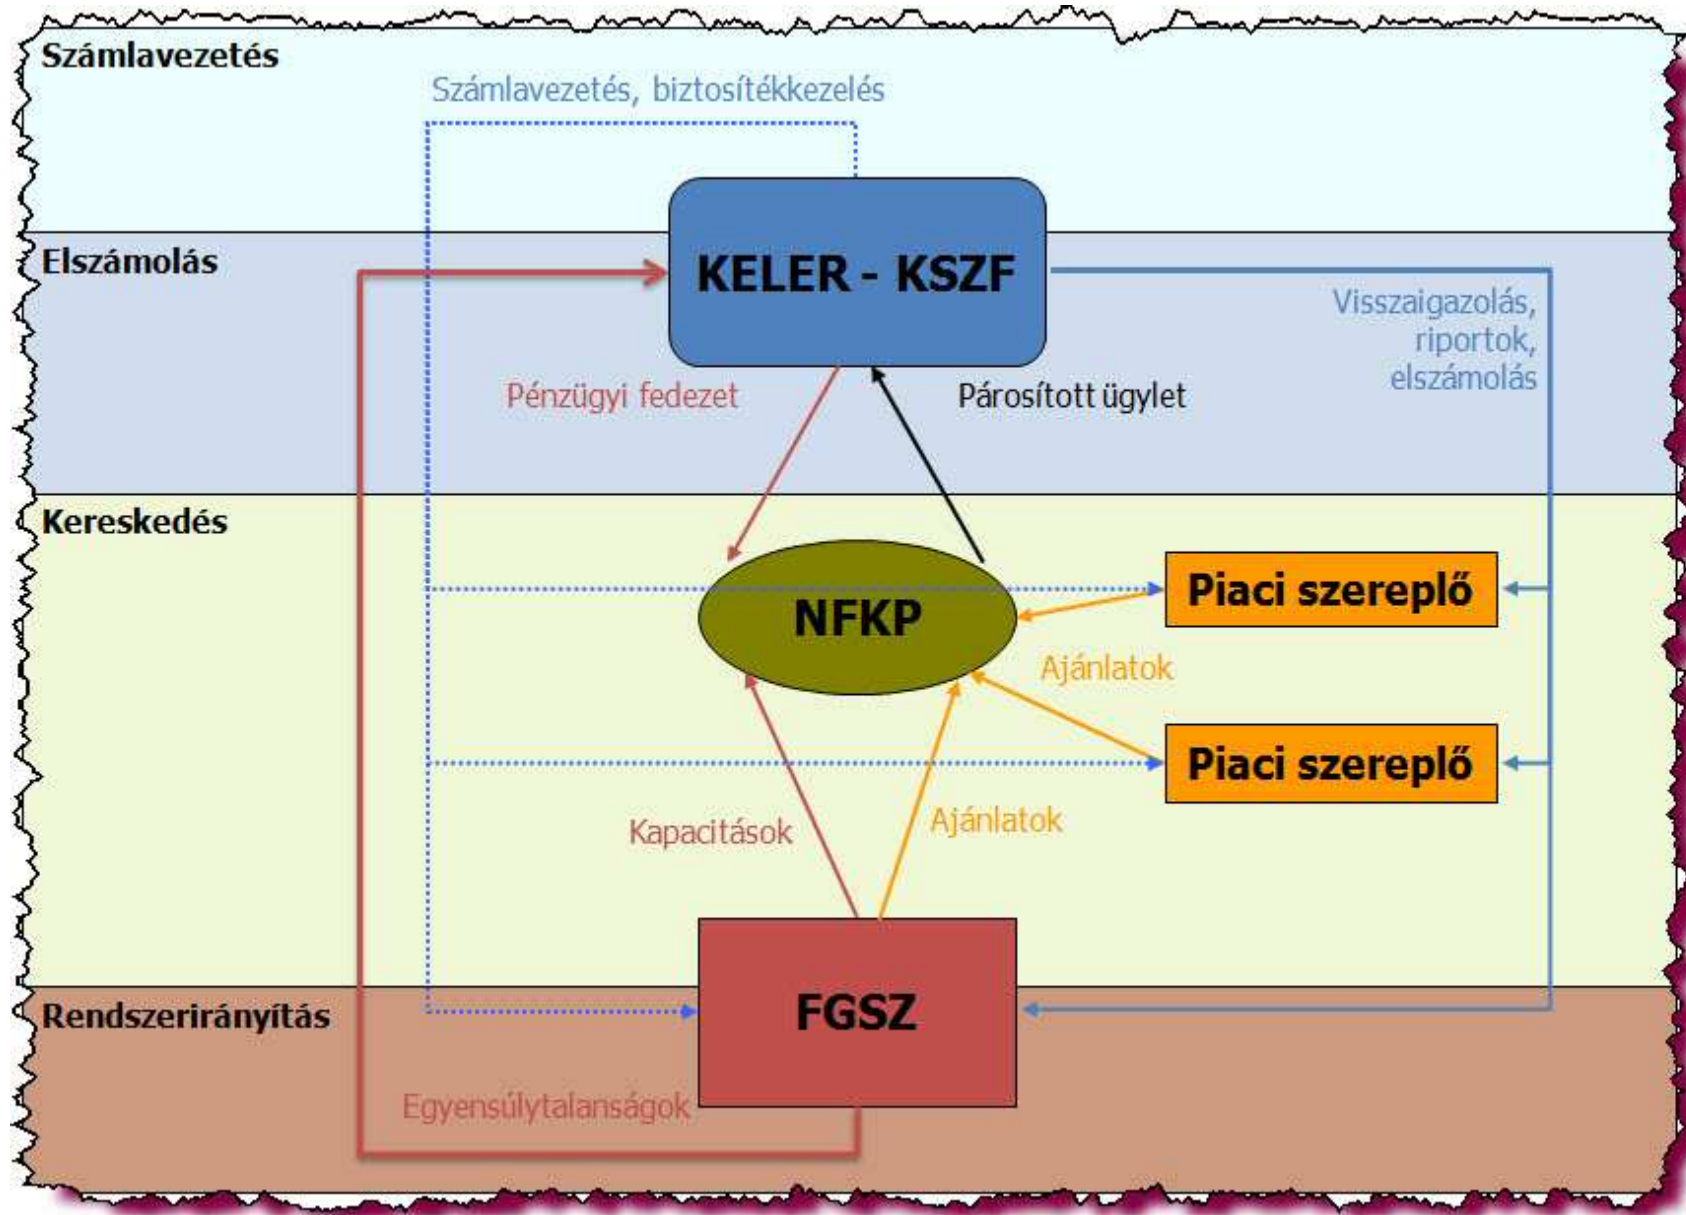 Számlavezetés
Számlavezetés, biztosítékkezelés
Elszámolás
KELER - KSZF
Visszaigazolás,
riportok,
elszámolás
Pénzügyi fedezet
Párosított ügylet
Kereskedés
NFKP
Piaci szereplő
Ajánlatok
Piaci szereplő
Kapacitások
Ajánlatok
FGSZ
Rendszerirányítás
Egyensúlytalanságok